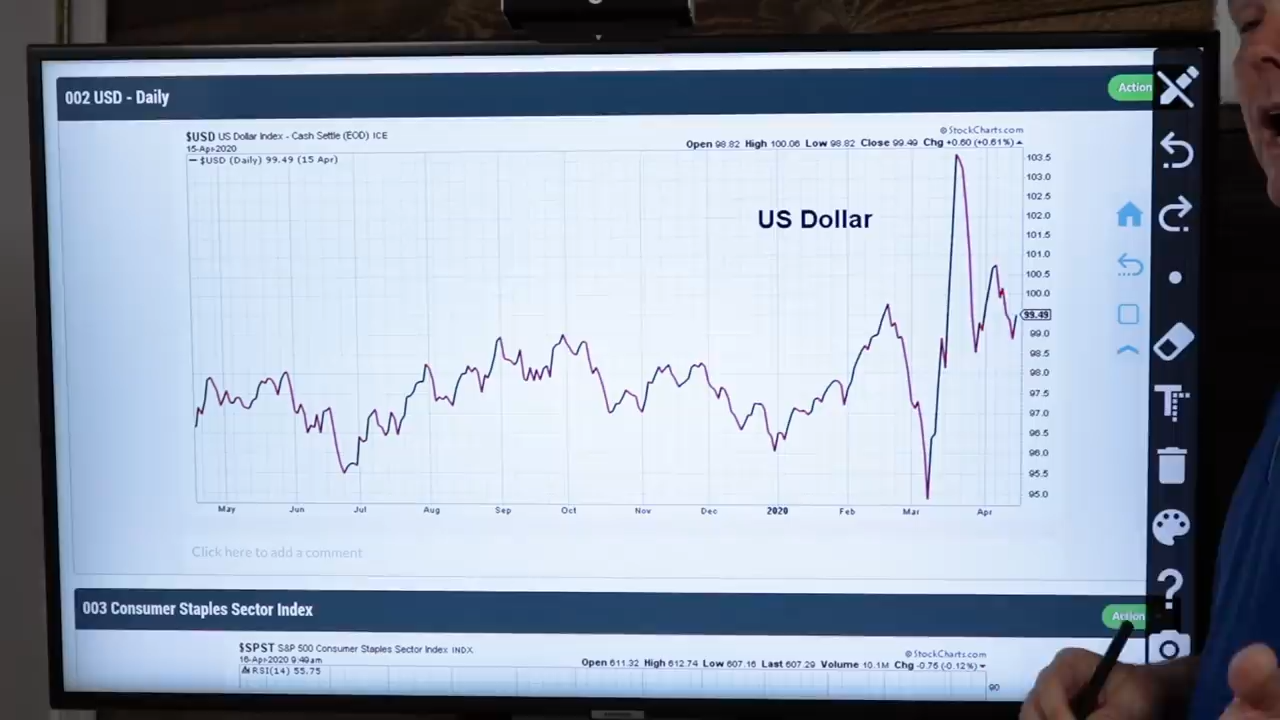 002 USD - Daily
Action
$USD US Dollar Index - Cash Settle (EOD) ICE
© StockCharts.com
15-Apr-2020
Open 98.82 High 100.06 Low 98.82 Close 99.49 Chg +0.60 (+0.61%)
$USD (Daily) 99.49 (15 Apr)
US Dollar
103.5
103.0
102.5
102.0
101.5
101.0
100.5
100.0
99.49
99.0
98.5
98.0
97.5
97.0
96.5
96.0
95.5
95.0
May Jun Jul Aug Sep Oct Nov Dec 2020 Feb Mar Apr
Click here to add a comment
003 Consumer Staples Sector Index
Action
$SPST S&P 500 Consumer Staples Sector Index INDX
© StockCharts.com
16-Apr-2020 9:49am
Open 611.32 High 612.74 Low 607.16 Last 607.29 Volume 10.1M Chg -0.76 (-0.12%)
RSI(14) 55.75
90